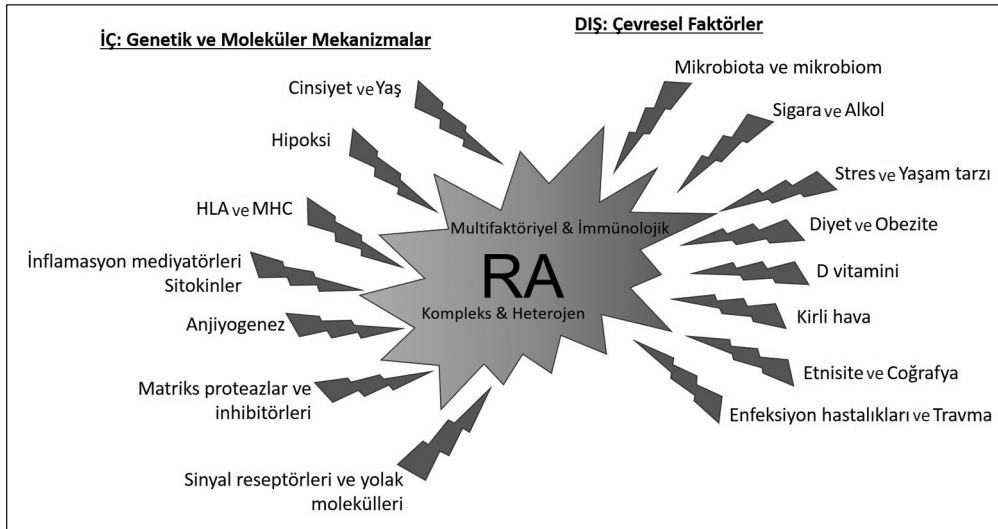 İÇ: Genetik ve Moleküler Mekanizmalar
Cinsiyet ve Yaş
Hipoksi
HLA ve MHC
İnflamasyon mediyatörleri
Sitokinler
Anjiyogenez
Matriks proteazlar ve
inhibitörleri
Sinyal reseptörleri ve yolak
molekülleri
Multifaktöriyel & İmmünolojik
RA
Kompleks & Heterojen
DIŞ: Çevresel Faktörler
Mikrobiota ve mikrobiom
Sigara ve Alkol
Stres ve Yaşam tarzı
Diyet ve Obezite
D vitamini
Kirli hava
Etnisite ve Coğrafya
Enfeksiyon hastalıkları ve Travma